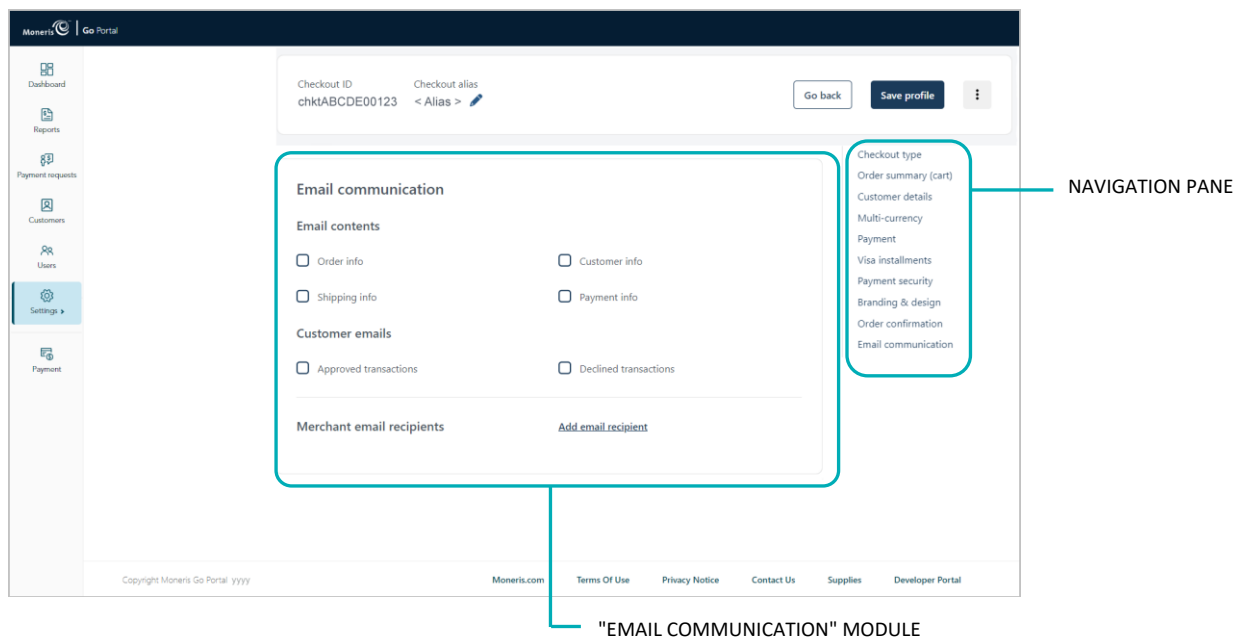 Moneris Go Portal
Dashboard
Reports
Payment requests
Customers
Users
Settings
Payment
Checkout ID Checkout alias
chktABCDE00123 < Alias >
Go back Save profile
Email communication
Email contents
Order info Customer info
Shipping info Payment info
Customer emails
Approved transactions Declined transactions
Merchant email recipients Add email recipient
Checkout type
Order summary (cart)
Customer details
Multi-currency
Payment
Visa installments
Payment security
Branding & design
Order confirmation
Email communication
NAVIGATION PANE
Copyright Moneris Go Portal yyyy Moneris.com Terms Of Use Privacy Notice Contact Us Supplies Developer Portal
"EMAIL COMMUNICATION" MODULE